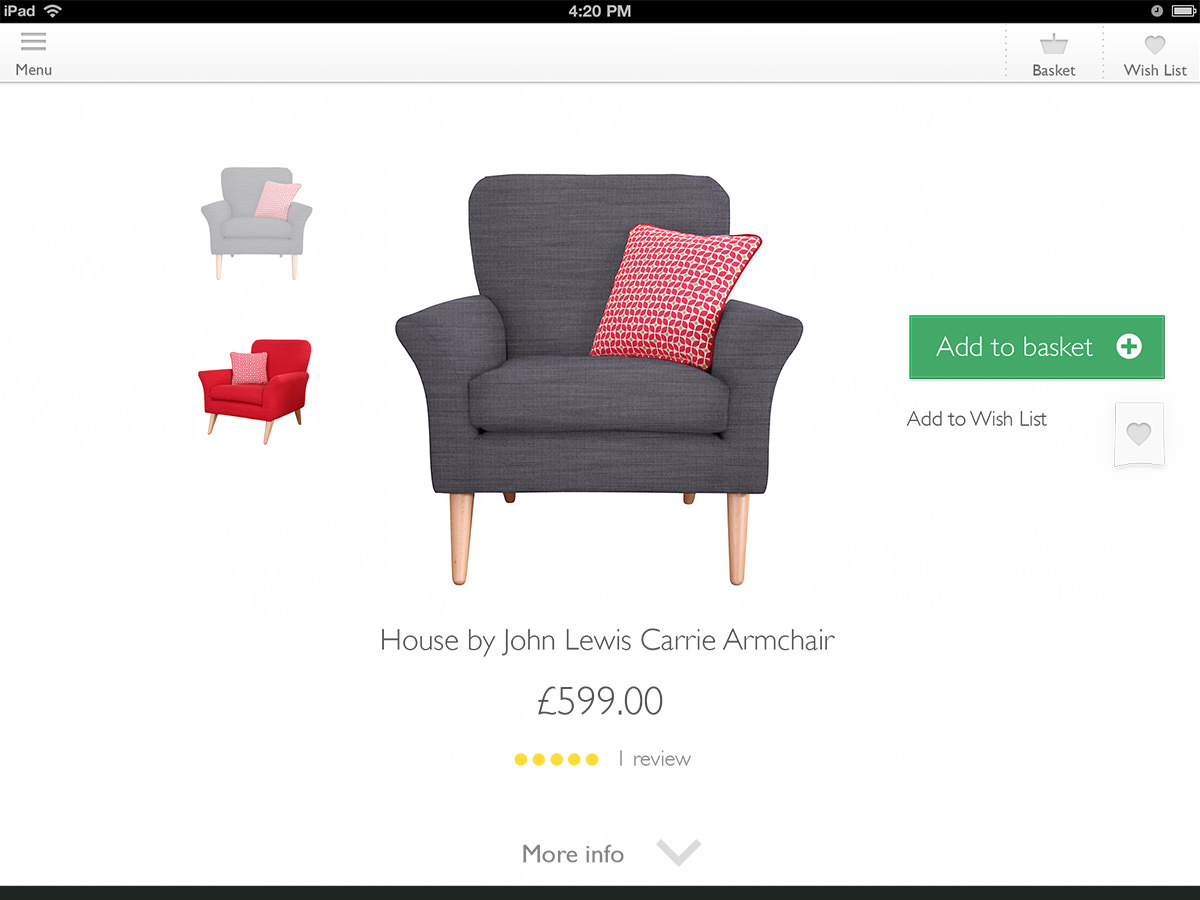 iPad
4:20 PM
Menu
Basket
Wish List
Add to basket
Add to Wish List
House by John Lewis Carrie Armchair
£599.00
1 review
More info